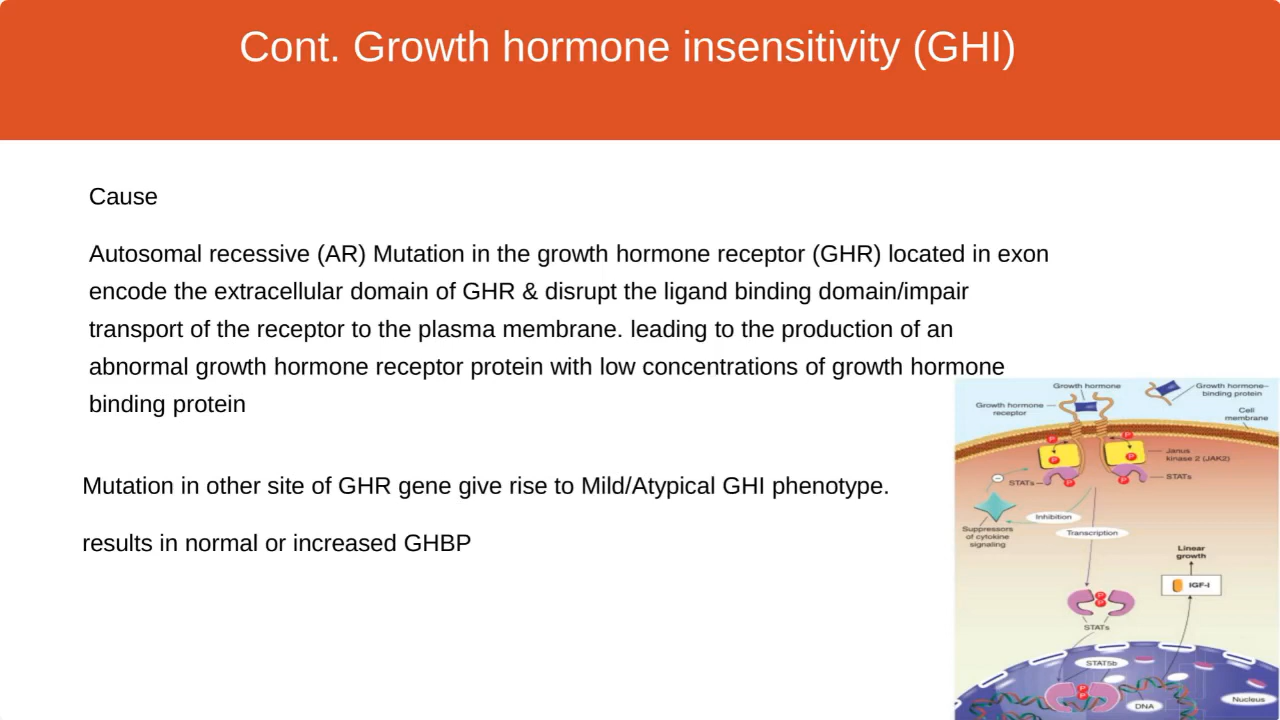 Cont. Growth hormone insensitivity (GHI)
Cause
Autosomal recessive (AR) Mutation in the growth hormone receptor (GHR) located in exon
encode the extracellular domain of GHR & disrupt the ligand binding domain/impair
transport of the receptor to the plasma membrane. leading to the production of an
abnormal growth hormone receptor protein with low concentrations of growth hormone
binding protein
Mutation in other site of GHR gene give rise to Mild/Atypical GHI phenotype.
results in normal or increased GHBP
Growth hormone
Growth hormone–
binding protein
Growth hormone
receptor
Cell
membrane
P
P
P
P
Janus
kinase 2 (JAK2)
STATs
P
P
STATs
Inhibition
Suppressors
of cytokine
signaling
Transcription
Linear
growth
IGF-I
P
P
STATs
STAT5b
P
P
DNA
Nucleus